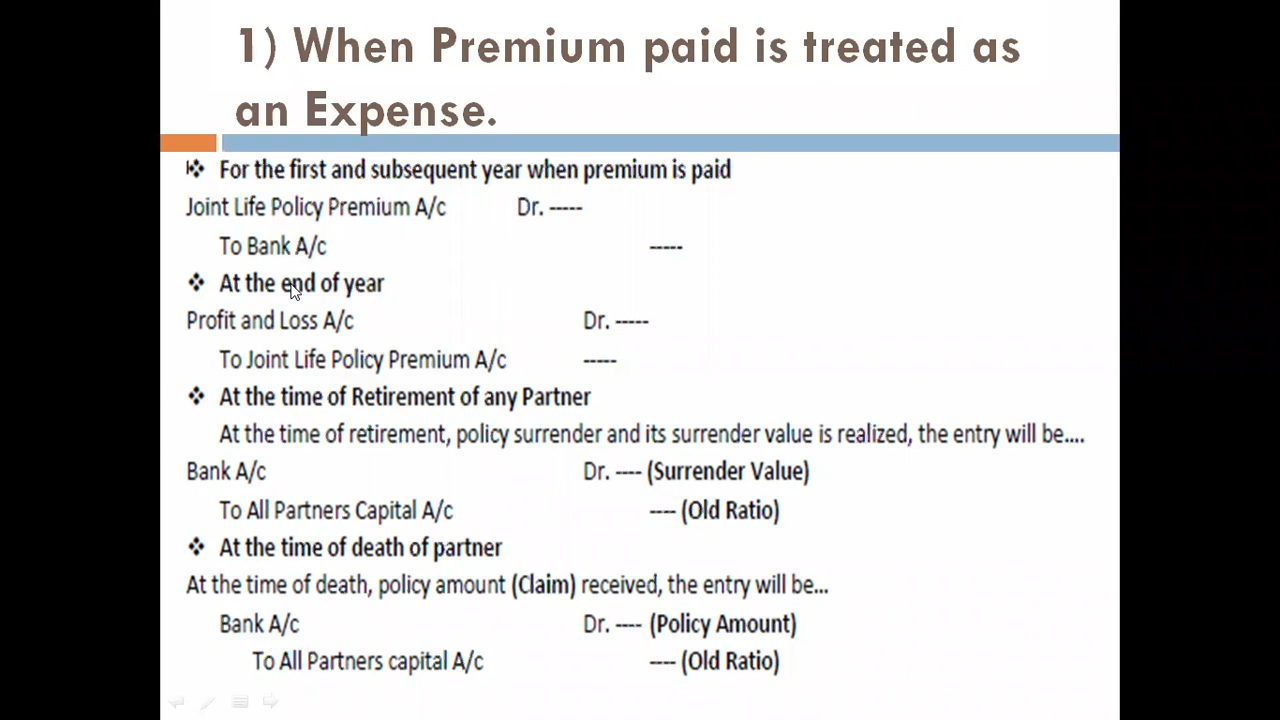 1) When Premium paid is treated as
an Expense.
❖ For the first and subsequent year when premium is paid
Joint Life Policy Premium A/c Dr. -----
To Bank A/c -----
❖ At the end of year
Profit and Loss A/c Dr. -----
To Joint Life Policy Premium A/c -----
❖ At the time of Retirement of any Partner
At the time of retirement, policy surrender and its surrender value is realized, the entry will be....
Bank A/c Dr. ---- (Surrender Value)
To All Partners Capital A/c ---- (Old Ratio)
❖ At the time of death of partner
At the time of death, policy amount (Claim) received, the entry will be...
Bank A/c Dr. ---- (Policy Amount)
To All Partners capital A/c ---- (Old Ratio)